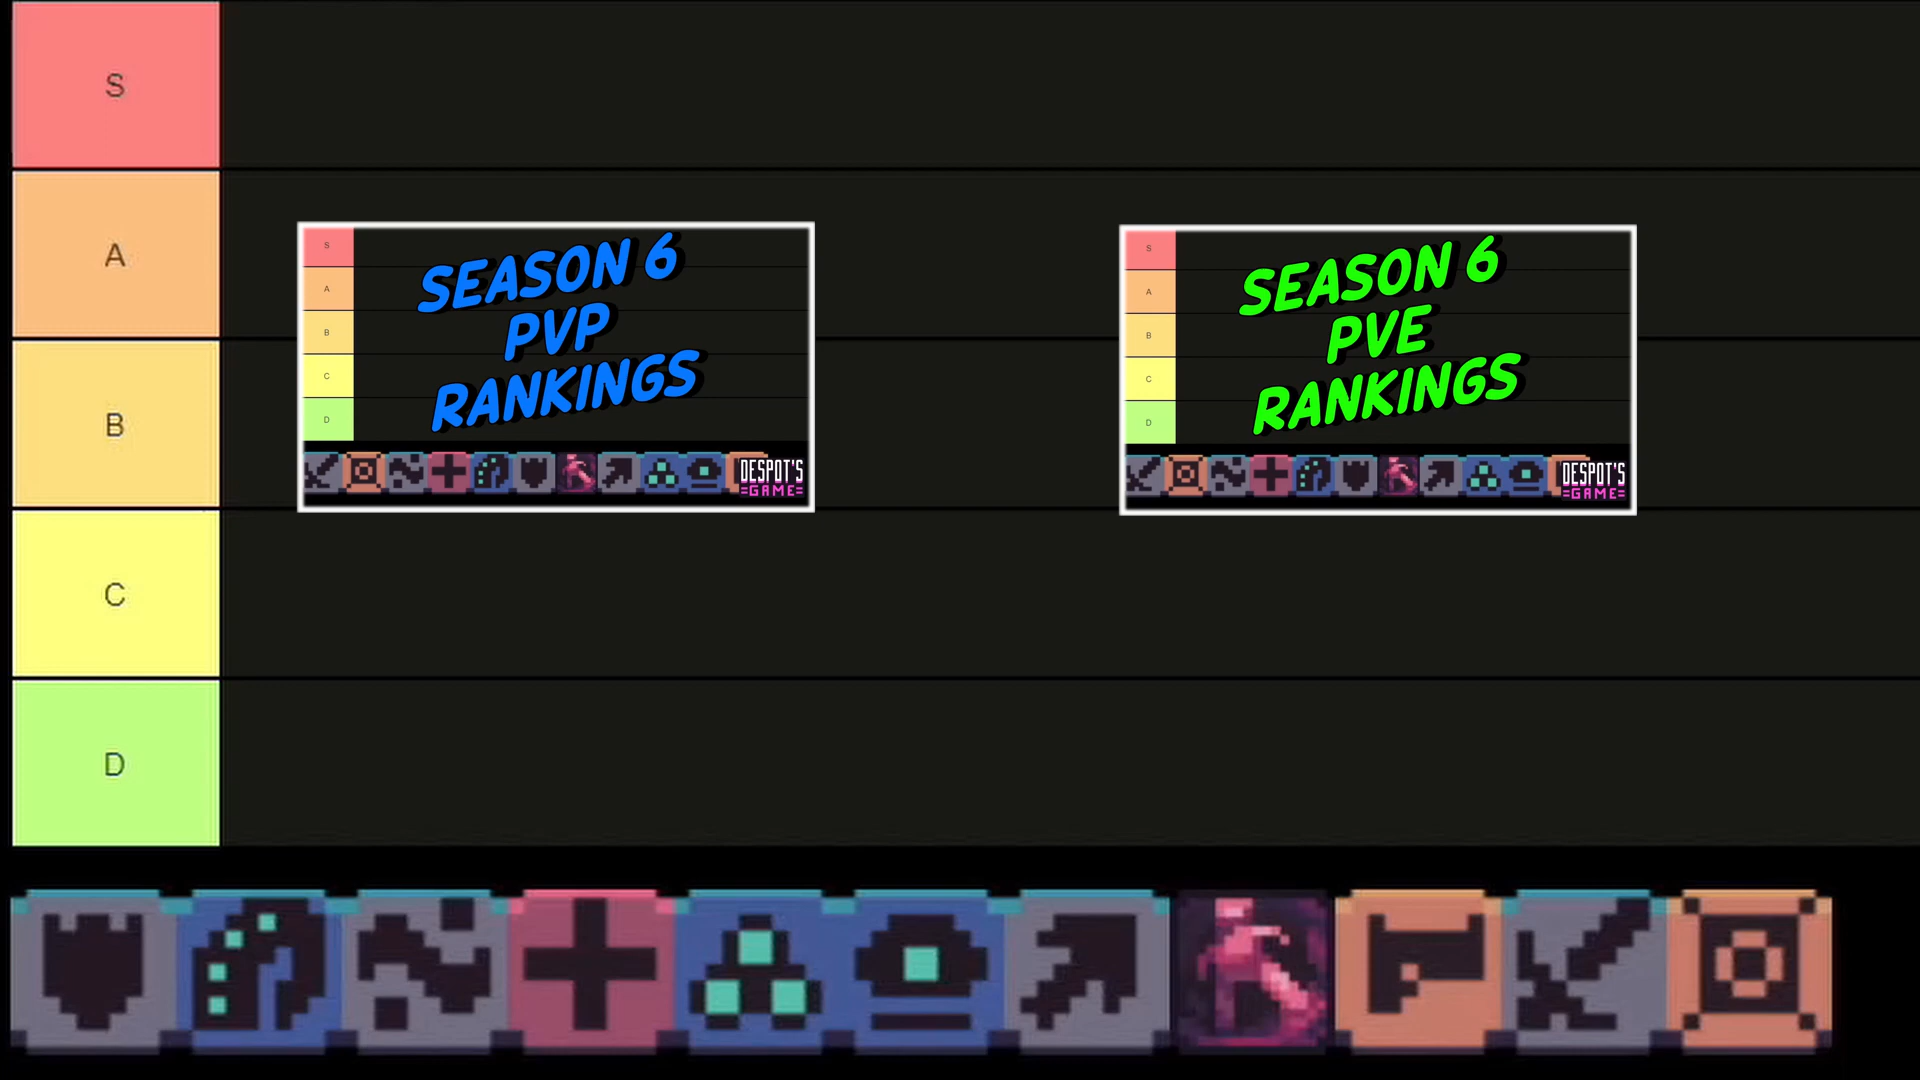 S
A
B
C
D
S
A
B
C
D
SEASON 6
PVP
RANKINGS
DESPOT'S
GAME
S
A
B
C
D
SEASON 6
PVE
RANKINGS
DESPOT'S
GAME